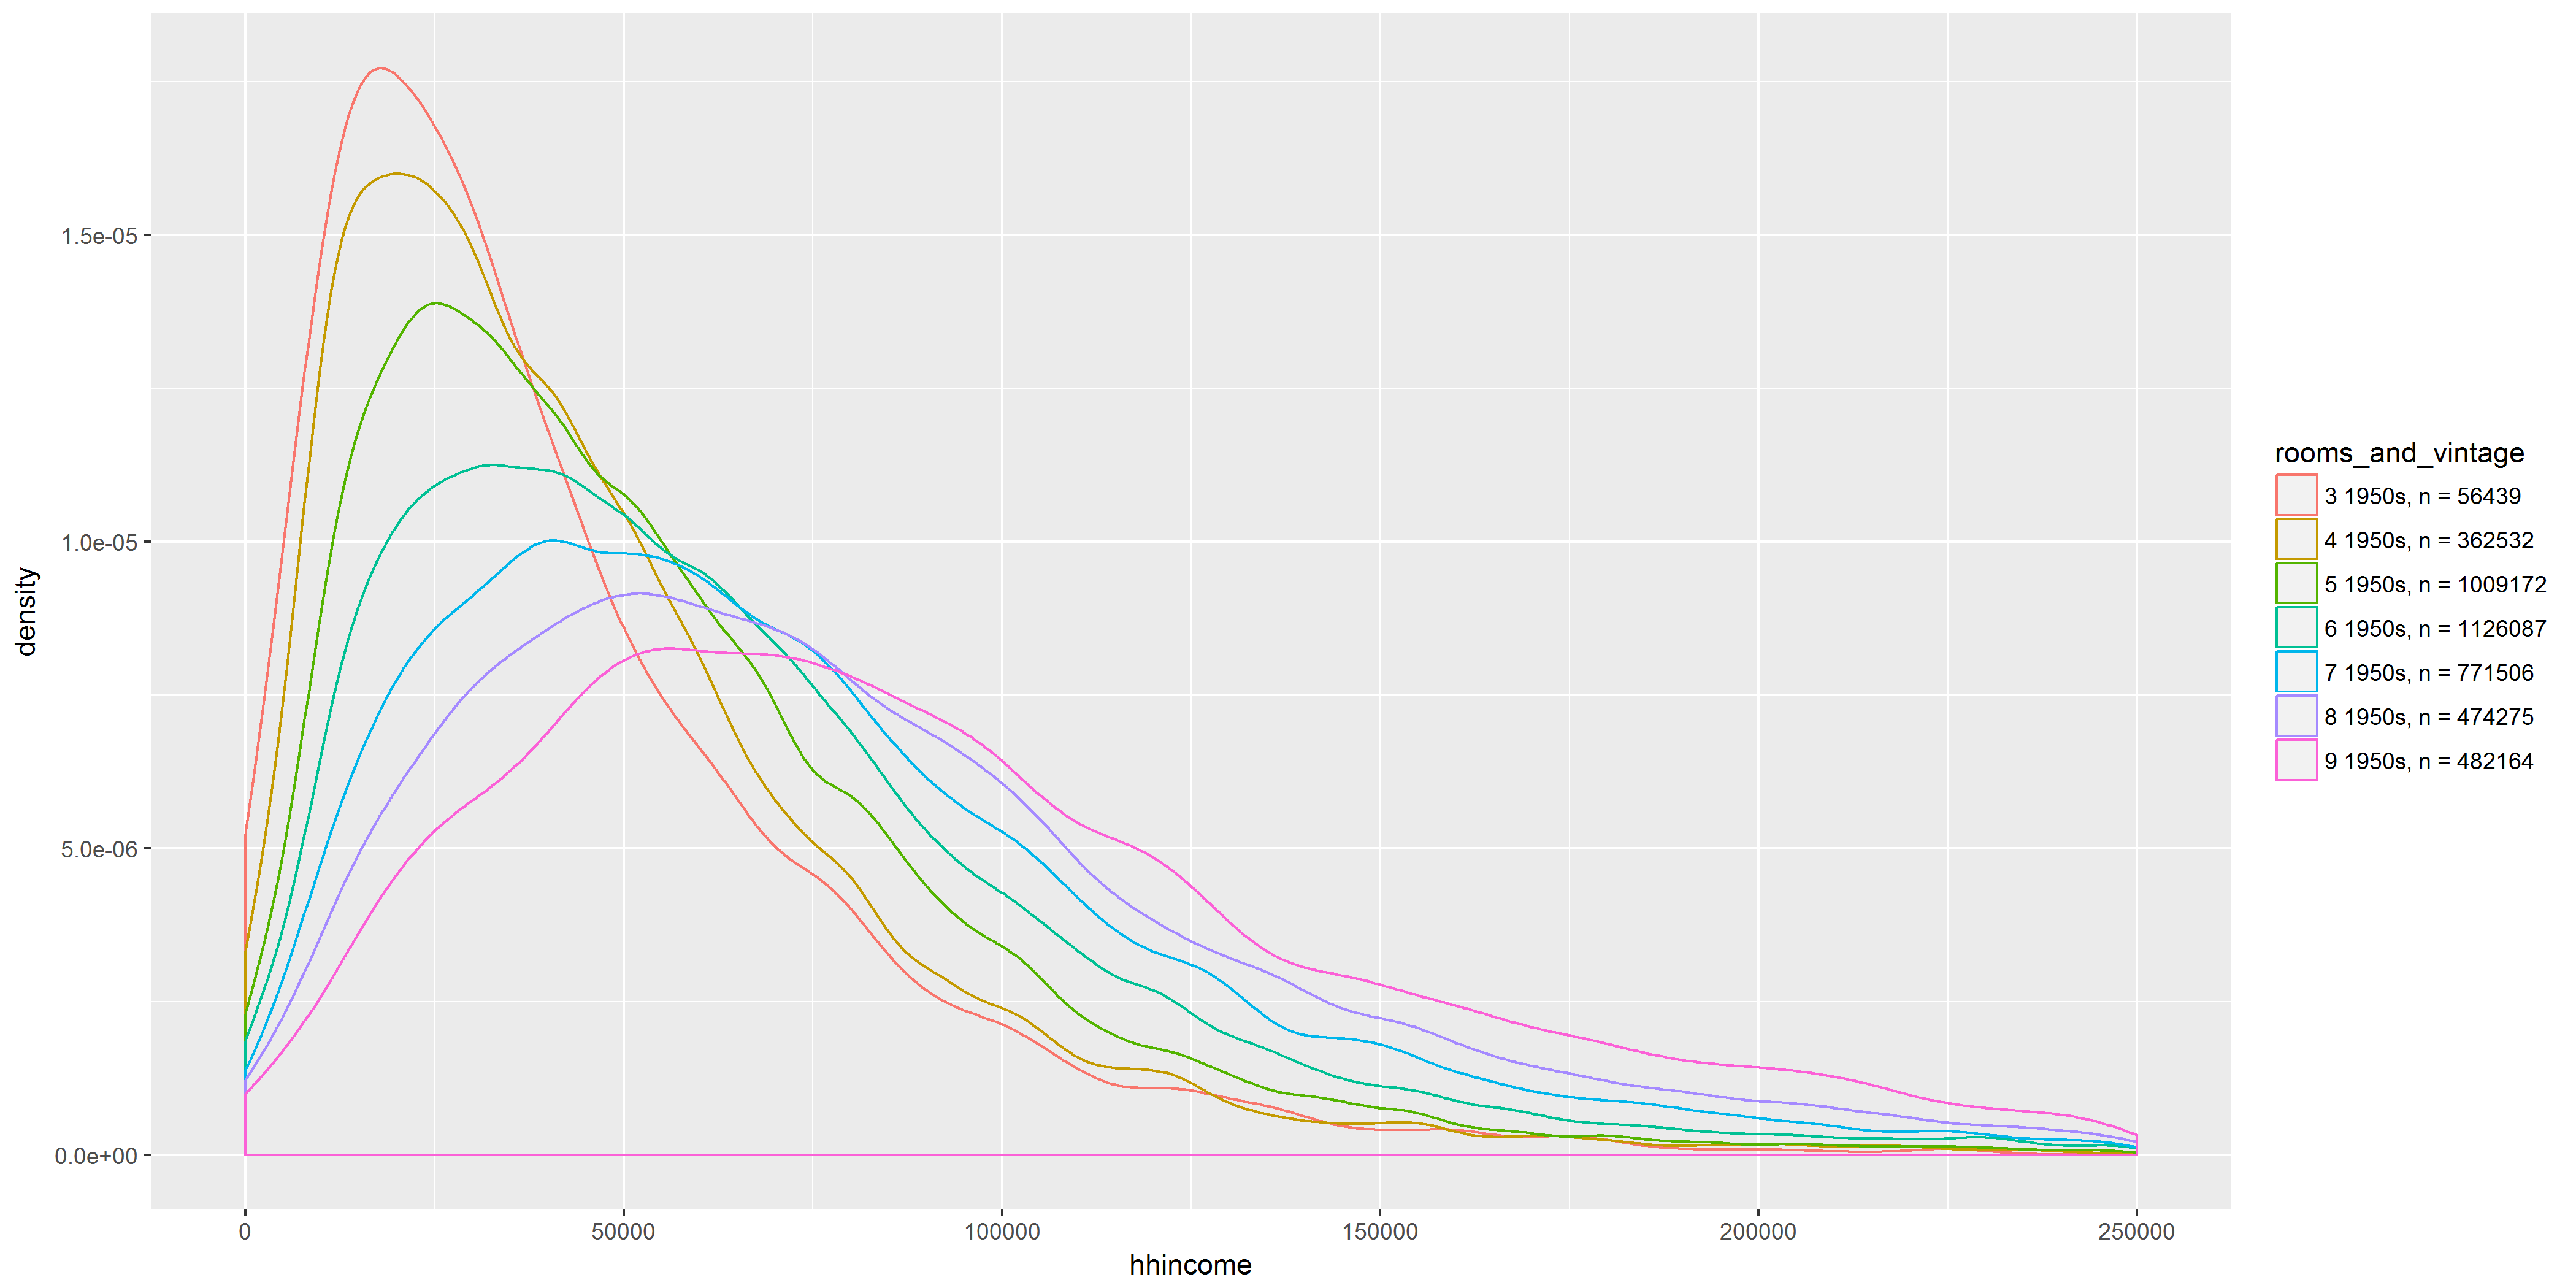 density
1.5e-05
1.0e-05
5.0e-06
0.0e+00
0
50000
100000
150000
200000
250000
hhincome
rooms_and_vintage
3 1950s, n = 56439
4 1950s, n = 362532
5 1950s, n = 1009172
6 1950s, n = 1126087
7 1950s, n = 771506
8 1950s, n = 474275
9 1950s, n = 482164